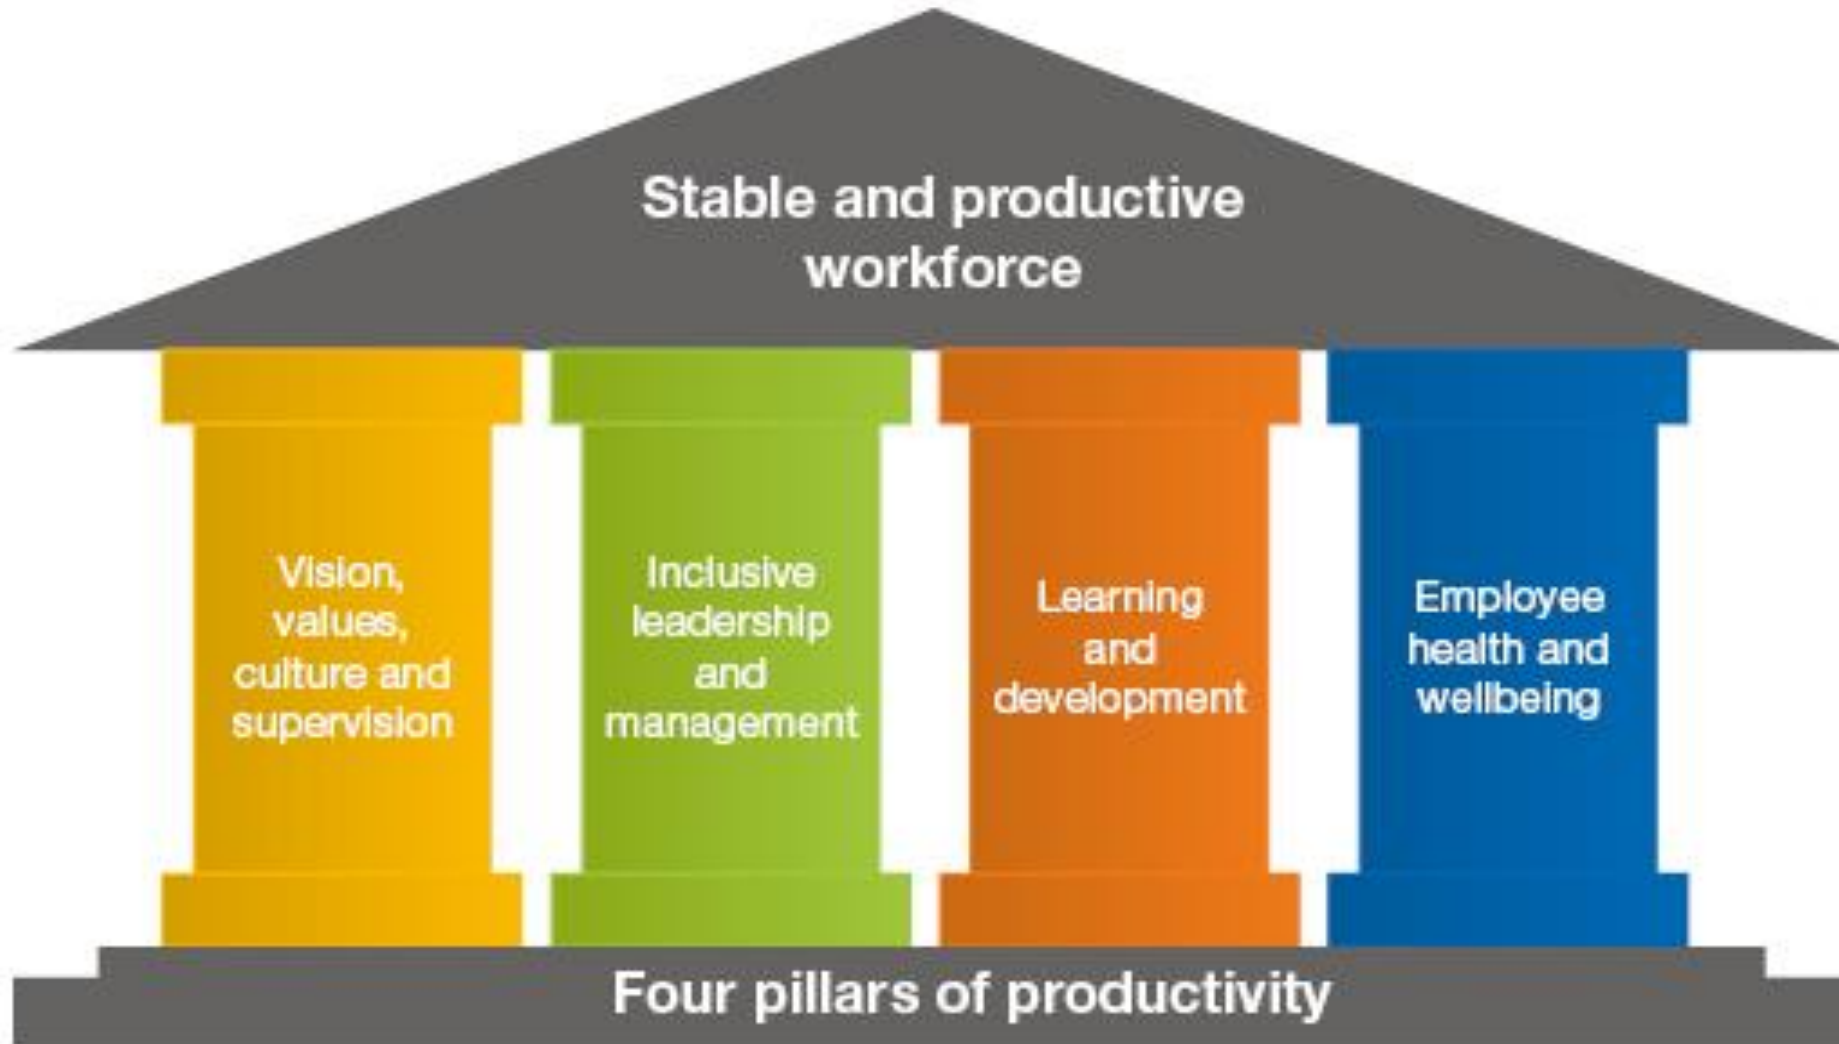 Stable and productive
workforce
Vision,
values,
culture and
supervision
Inclusive
leadership
and
management
Learning
and
development
Employee
health and
wellbeing
Four pillars of productivity